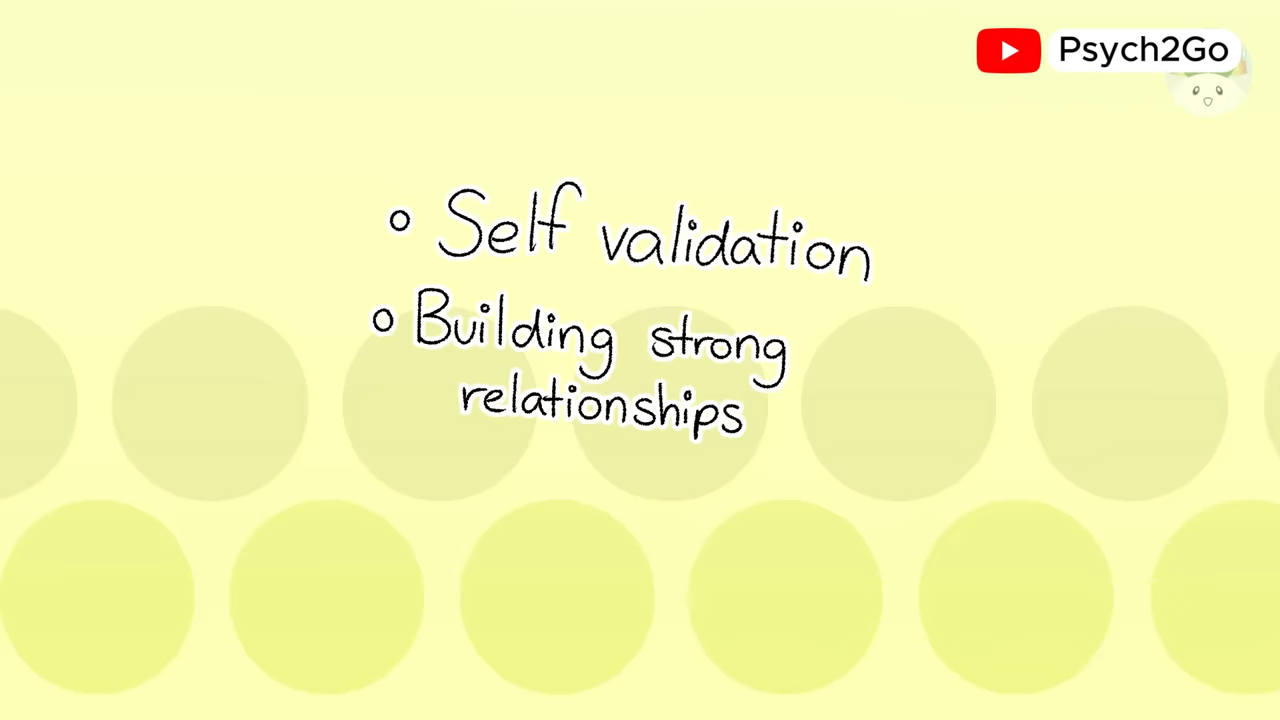 Psych2Go
° Self validation
° Building strong
relationships